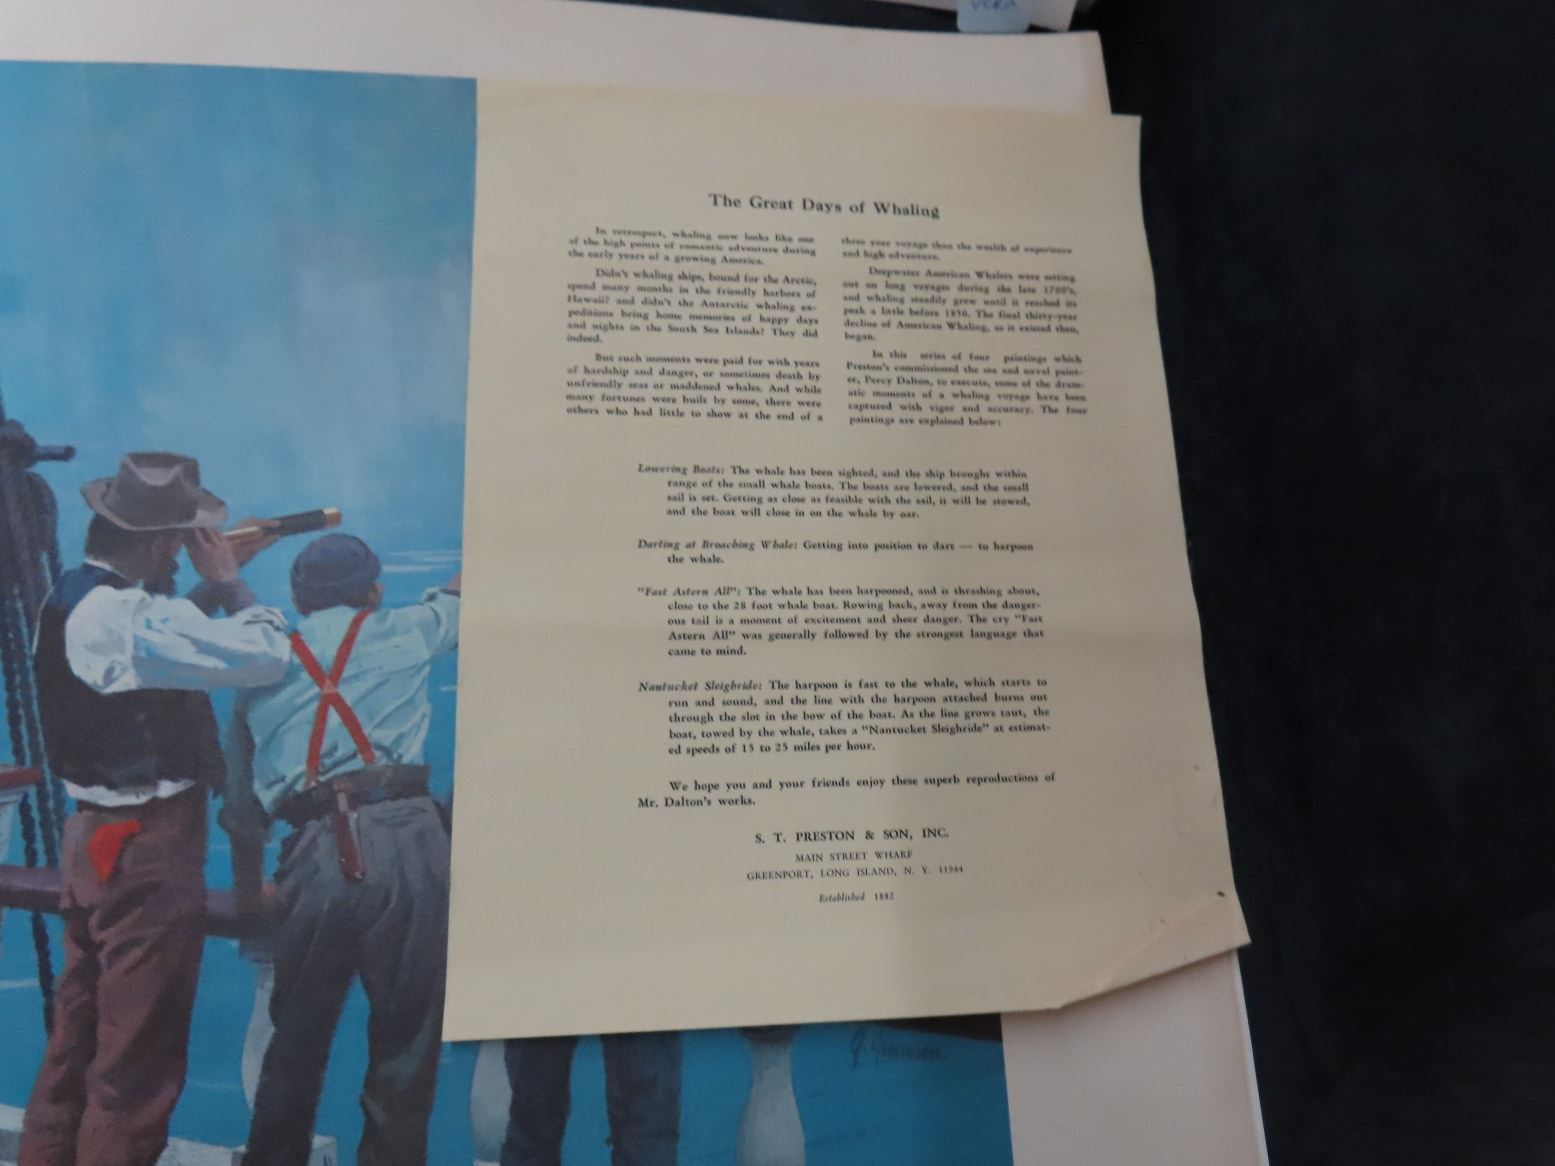 The Great Days of Whaling
In retrospect, whaling now looks like one
of the high points of romantic adventure during
the early years of a growing America.
Didn't whaling ships, bound for the Arctic,
spend many months in the friendly harbors of
Hawaii? and didn't the Antarctic whaling ex-
peditions bring home memories of happy days
and nights in the South Sea Islands? They did
indeed.
But such moments were paid for with years
of hardship and danger, or sometimes death by
unfriendly seas or maddened whales. And while
many fortunes were built by some, there were
others who had little to show at the end of a
three year voyage than the wealth of experience
and high adventure.
Deepwater American Whalers were setting
out on long voyages during the late 1700's,
and whaling steadily grew until it reached its
peak a little before 1850. The final thirty-year
decline of American Whaling, as it existed then,
began.
In this series of four paintings which
Preston's commissioned the sea and naval paint-
er, Percy Dalton, to execute, some of the dram-
atic moments of a whaling voyage have been
captured with vigor and accuracy. The four
paintings are explained below:
Lowering Boats: The whale has been sighted, and the ship brought within
range of the small whale boats. The boats are lowered, and the small
sail is set. Getting as close as feasible with the sail, it will be stowed,
and the boat will close in on the whale by oar.
Darting at Broaching Whale: Getting into position to dart — to harpoon
the whale.
"Fast Astern All": The whale has been harpooned, and is thrashing about,
close to the 28 foot whale boat. Rowing back, away from the danger-
ous tail is a moment of excitement and sheer danger. The cry "Fast
Astern All" was generally followed by the strongest language that
came to mind.
Nantucket Sleighride: The harpoon is fast to the whale, which starts to
run and sound, and the line with the harpoon attached burns out
through the slot in the bow of the boat. As the line grows taut, the
boat, towed by the whale, takes a "Nantucket Sleighride" at estimat-
ed speeds of 15 to 25 miles per hour.
We hope you and your friends enjoy these superb reproductions of
Mr. Dalton's works.
S. T. PRESTON & SON, INC.
MAIN STREET WHARF
GREENPORT, LONG ISLAND, N. Y. 11944
Established 1882